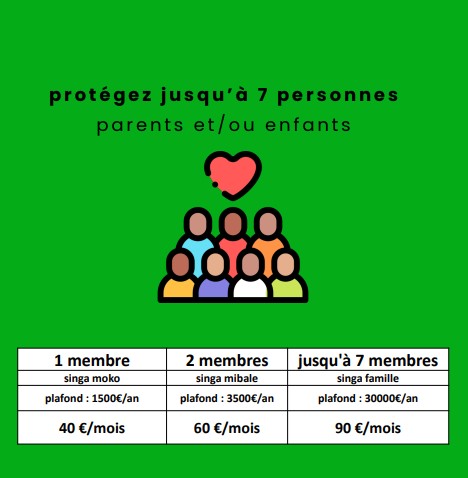 protégez jusqu'à 7 personnes
parents et/ou enfants
1 membre 2 membres jusqu'à 7 membres
singa moko singa mibale singa famille
plafond : 1500€/an plafond : 3500€/an plafond : 30000€/an
40 €/mois 60 €/mois 90 €/mois